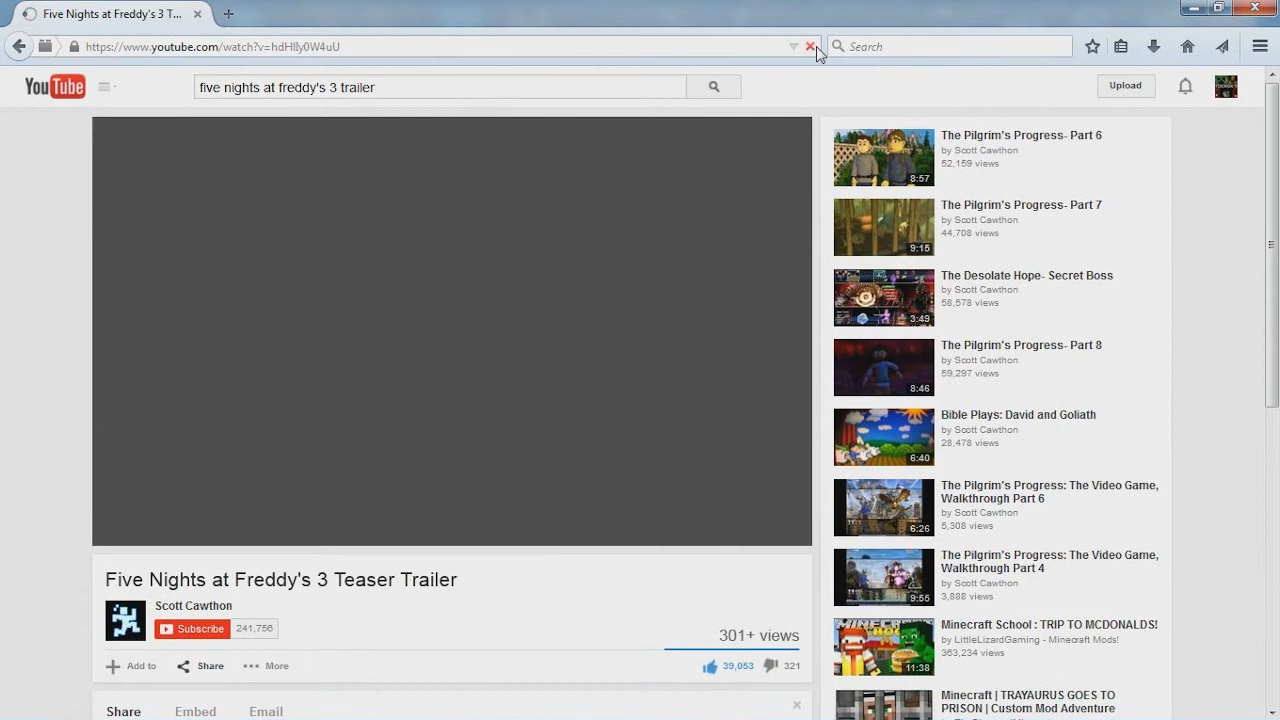 Five Nights at Freddy's 3 T...
https://www.youtube.com/watch?v=hdHlIy0W4uU
Search
YouTube
five nights at freddy's 3 trailer
Upload
The Pilgrim's Progress- Part 6
by Scott Cawthon
52,159 views
8:57
The Pilgrim's Progress- Part 7
by Scott Cawthon
44,708 views
9:15
The Desolate Hope- Secret Boss
by Scott Cawthon
58,578 views
3:49
The Pilgrim's Progress- Part 8
by Scott Cawthon
59,297 views
8:46
Bible Plays: David and Goliath
by Scott Cawthon
28,478 views
6:40
The Pilgrim's Progress: The Video Game,
Walkthrough Part 6
by Scott Cawthon
5,308 views
6:26
The Pilgrim's Progress: The Video Game,
Walkthrough Part 4
by Scott Cawthon
3,888 views
9:55
Minecraft School : TRIP TO MCDONALDS!
by LittleLizardGaming - Minecraft Mods!
363,234 views
11:38
Minecraft | TRAYAURUS GOES TO
PRISON | Custom Mod Adventure
Five Nights at Freddy's 3 Teaser Trailer
Scott Cawthon
Subscribe 241,756
301+ views
Add to Share More
39,053 321
Share Embed Email